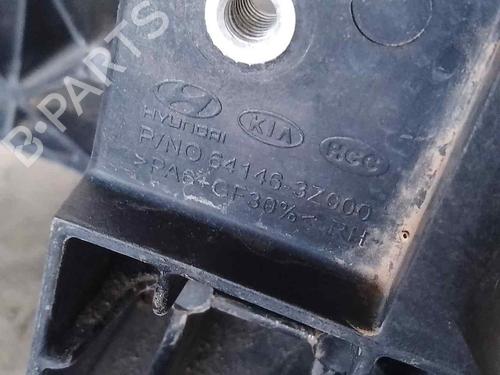 B-PARTS
HYUNDAI KIA HCC
P/NO 64146-3Z000
>PA6+GF30%< RH